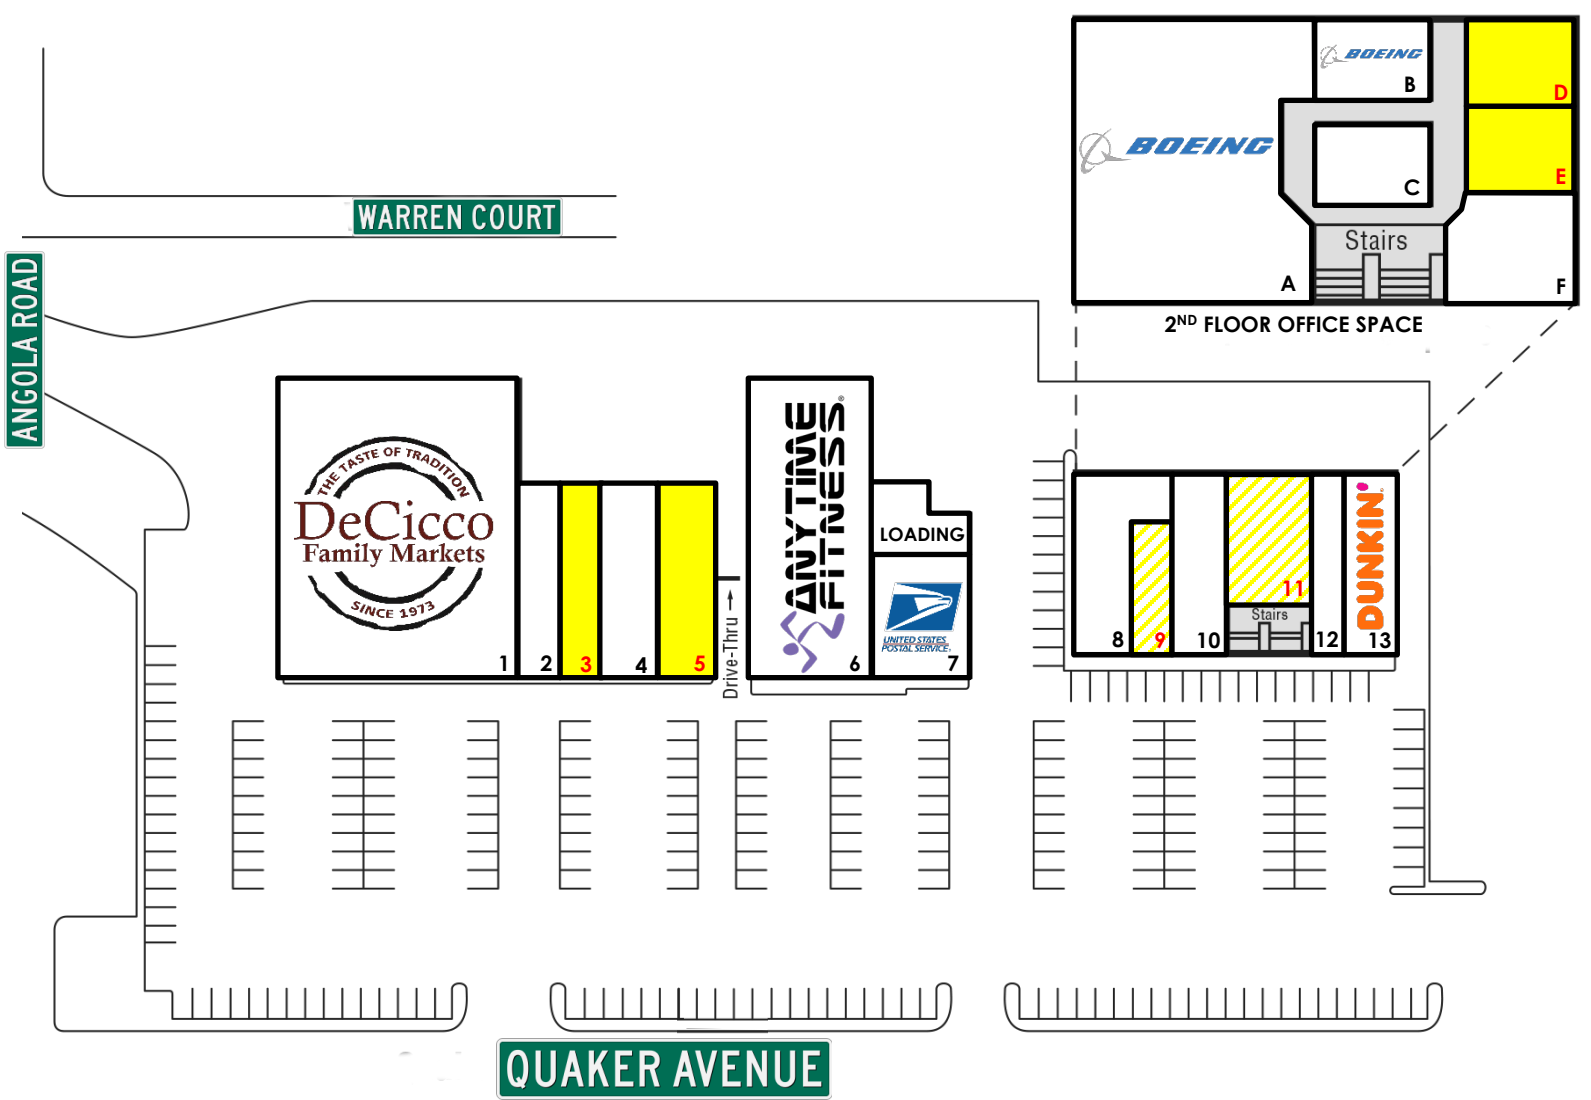 BOEING
B
D
BOEING
C
E
Stairs
A
F
2ND FLOOR OFFICE SPACE
WARREN COURT
ANGOLA ROAD
THE TASTE OF TRADITION
DeCicco
Family Markets
SINCE 1973
1
2
3
4
5
Drive-Thru
ANYTIME
FITNESS®
6
LOADING
UNITED STATES
POSTAL SERVICE®
7
8
9
10
11
Stairs
12
DUNKIN'
13
QUAKER AVENUE